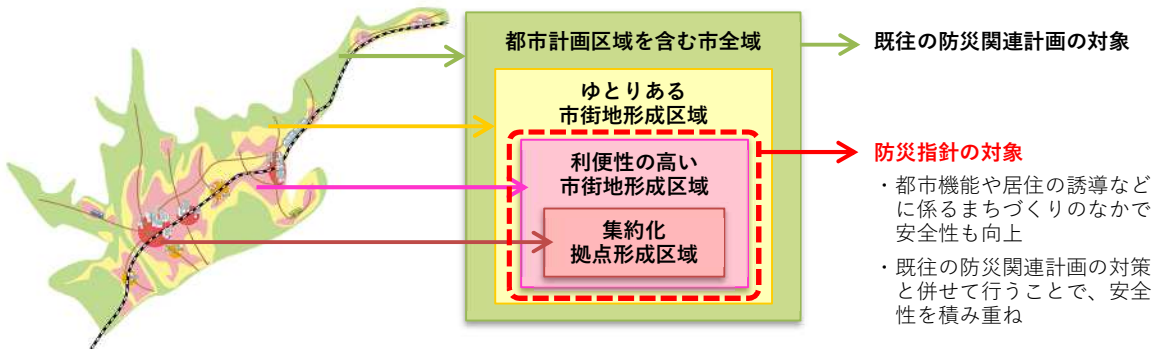 都市計画区域を含む市全域
既往の防災関連計画の対象
ゆとりある
市街地形成区域
利便性の高い
市街地形成区域
集約化
拠点形成区域
防災指針の対象
・都市機能や居住の誘導など
に係るまちづくりのなかで
安全性も向上
・既往の防災関連計画の対策
と併せて行うことで、安全
性を積み重ね